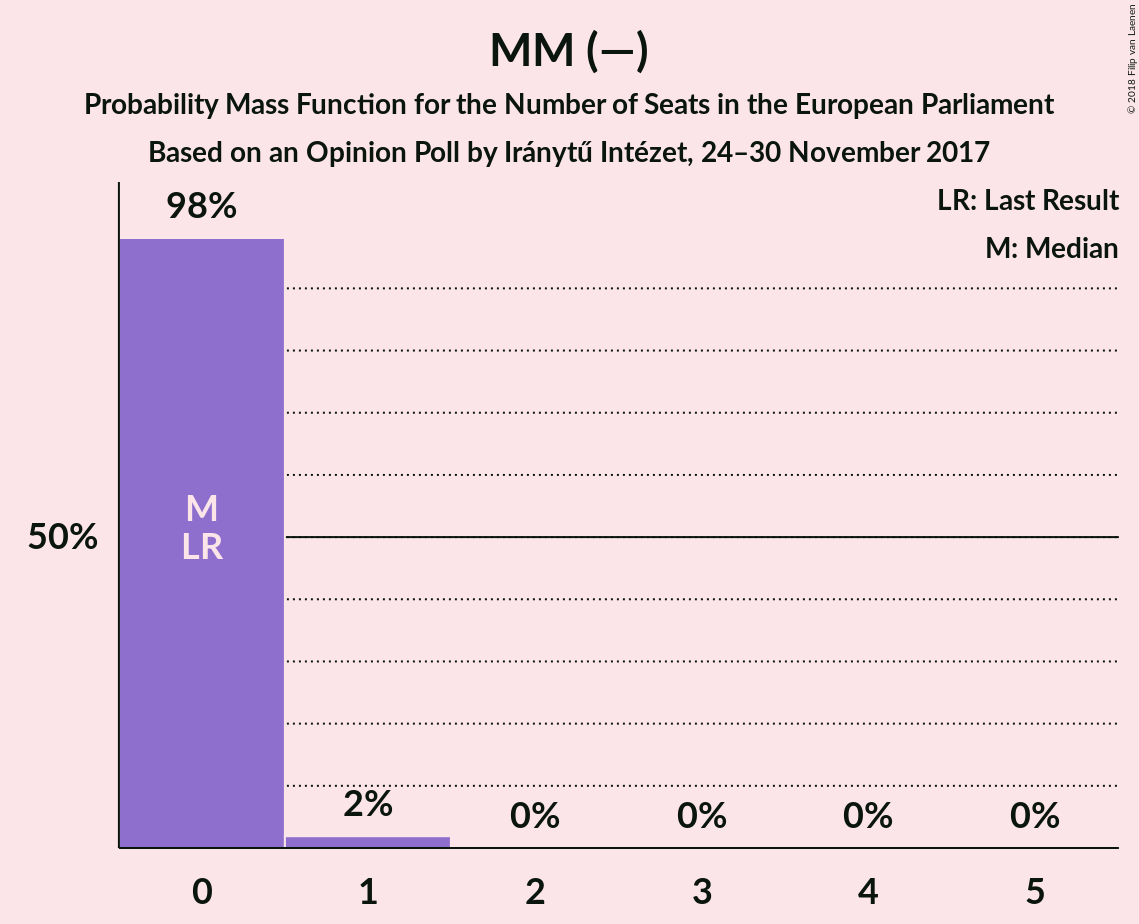 MM (—)
Probability Mass Function for the Number of Seats in the European Parliament
Based on an Opinion Poll by Iránytű Intézet, 24–30 November 2017
© 2018 Filip van Laenen
LR: Last Result
M: Median
98%
M
LR
50%
2%
0%
0%
0%
0%
0
1
2
3
4
5